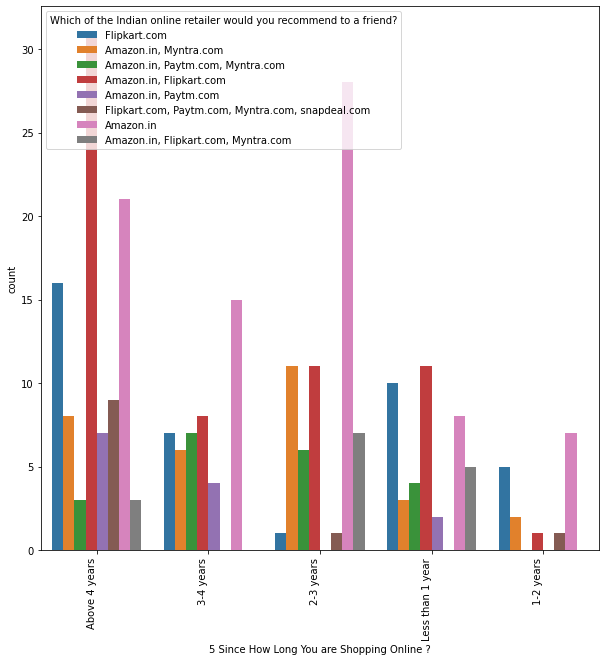 Which of the Indian online retailer would you recommend to a friend?
Flipkart.com
Amazon.in, Myntra.com
Amazon.in, Paytm.com, Myntra.com
Amazon.in, Flipkart.com
Amazon.in, Paytm.com
Flipkart.com, Paytm.com, Myntra.com, snapdeal.com
Amazon.in
Amazon.in, Flipkart.com, Myntra.com
30
25
20
15
10
5
0
count
Above 4 years
3-4 years
2-3 years
Less than 1 year
1-2 years
5 Since How Long You are Shopping Online ?